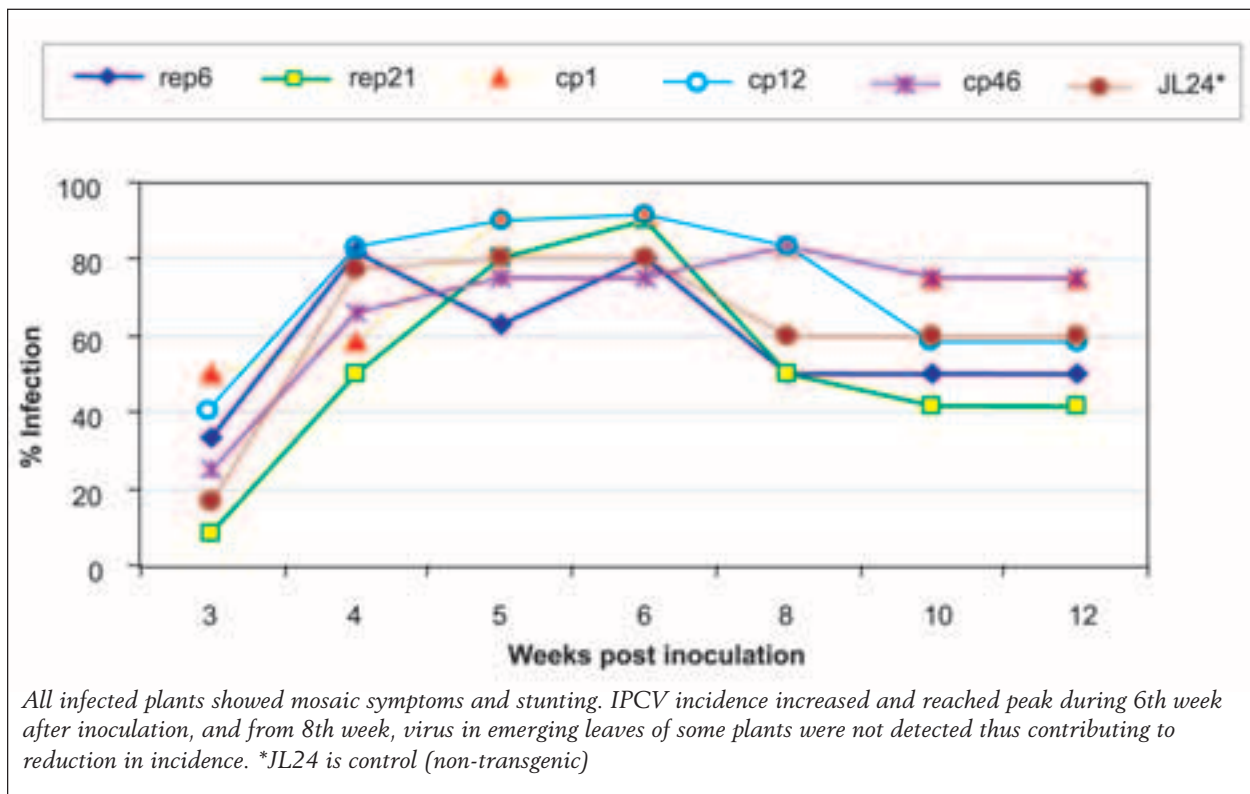 rep6 rep21 cp1 cp12 cp46 JL24*
100
80
60
40
20
0
% Infection
3 4 5 6 8 10 12
Weeks post inoculation
All infected plants showed mosaic symptoms and stunting. IPCV incidence increased and reached peak during 6th week
after inoculation, and from 8th week, virus in emerging leaves of some plants were not detected thus contributing to
reduction in incidence. *JL24 is control (non-transgenic)